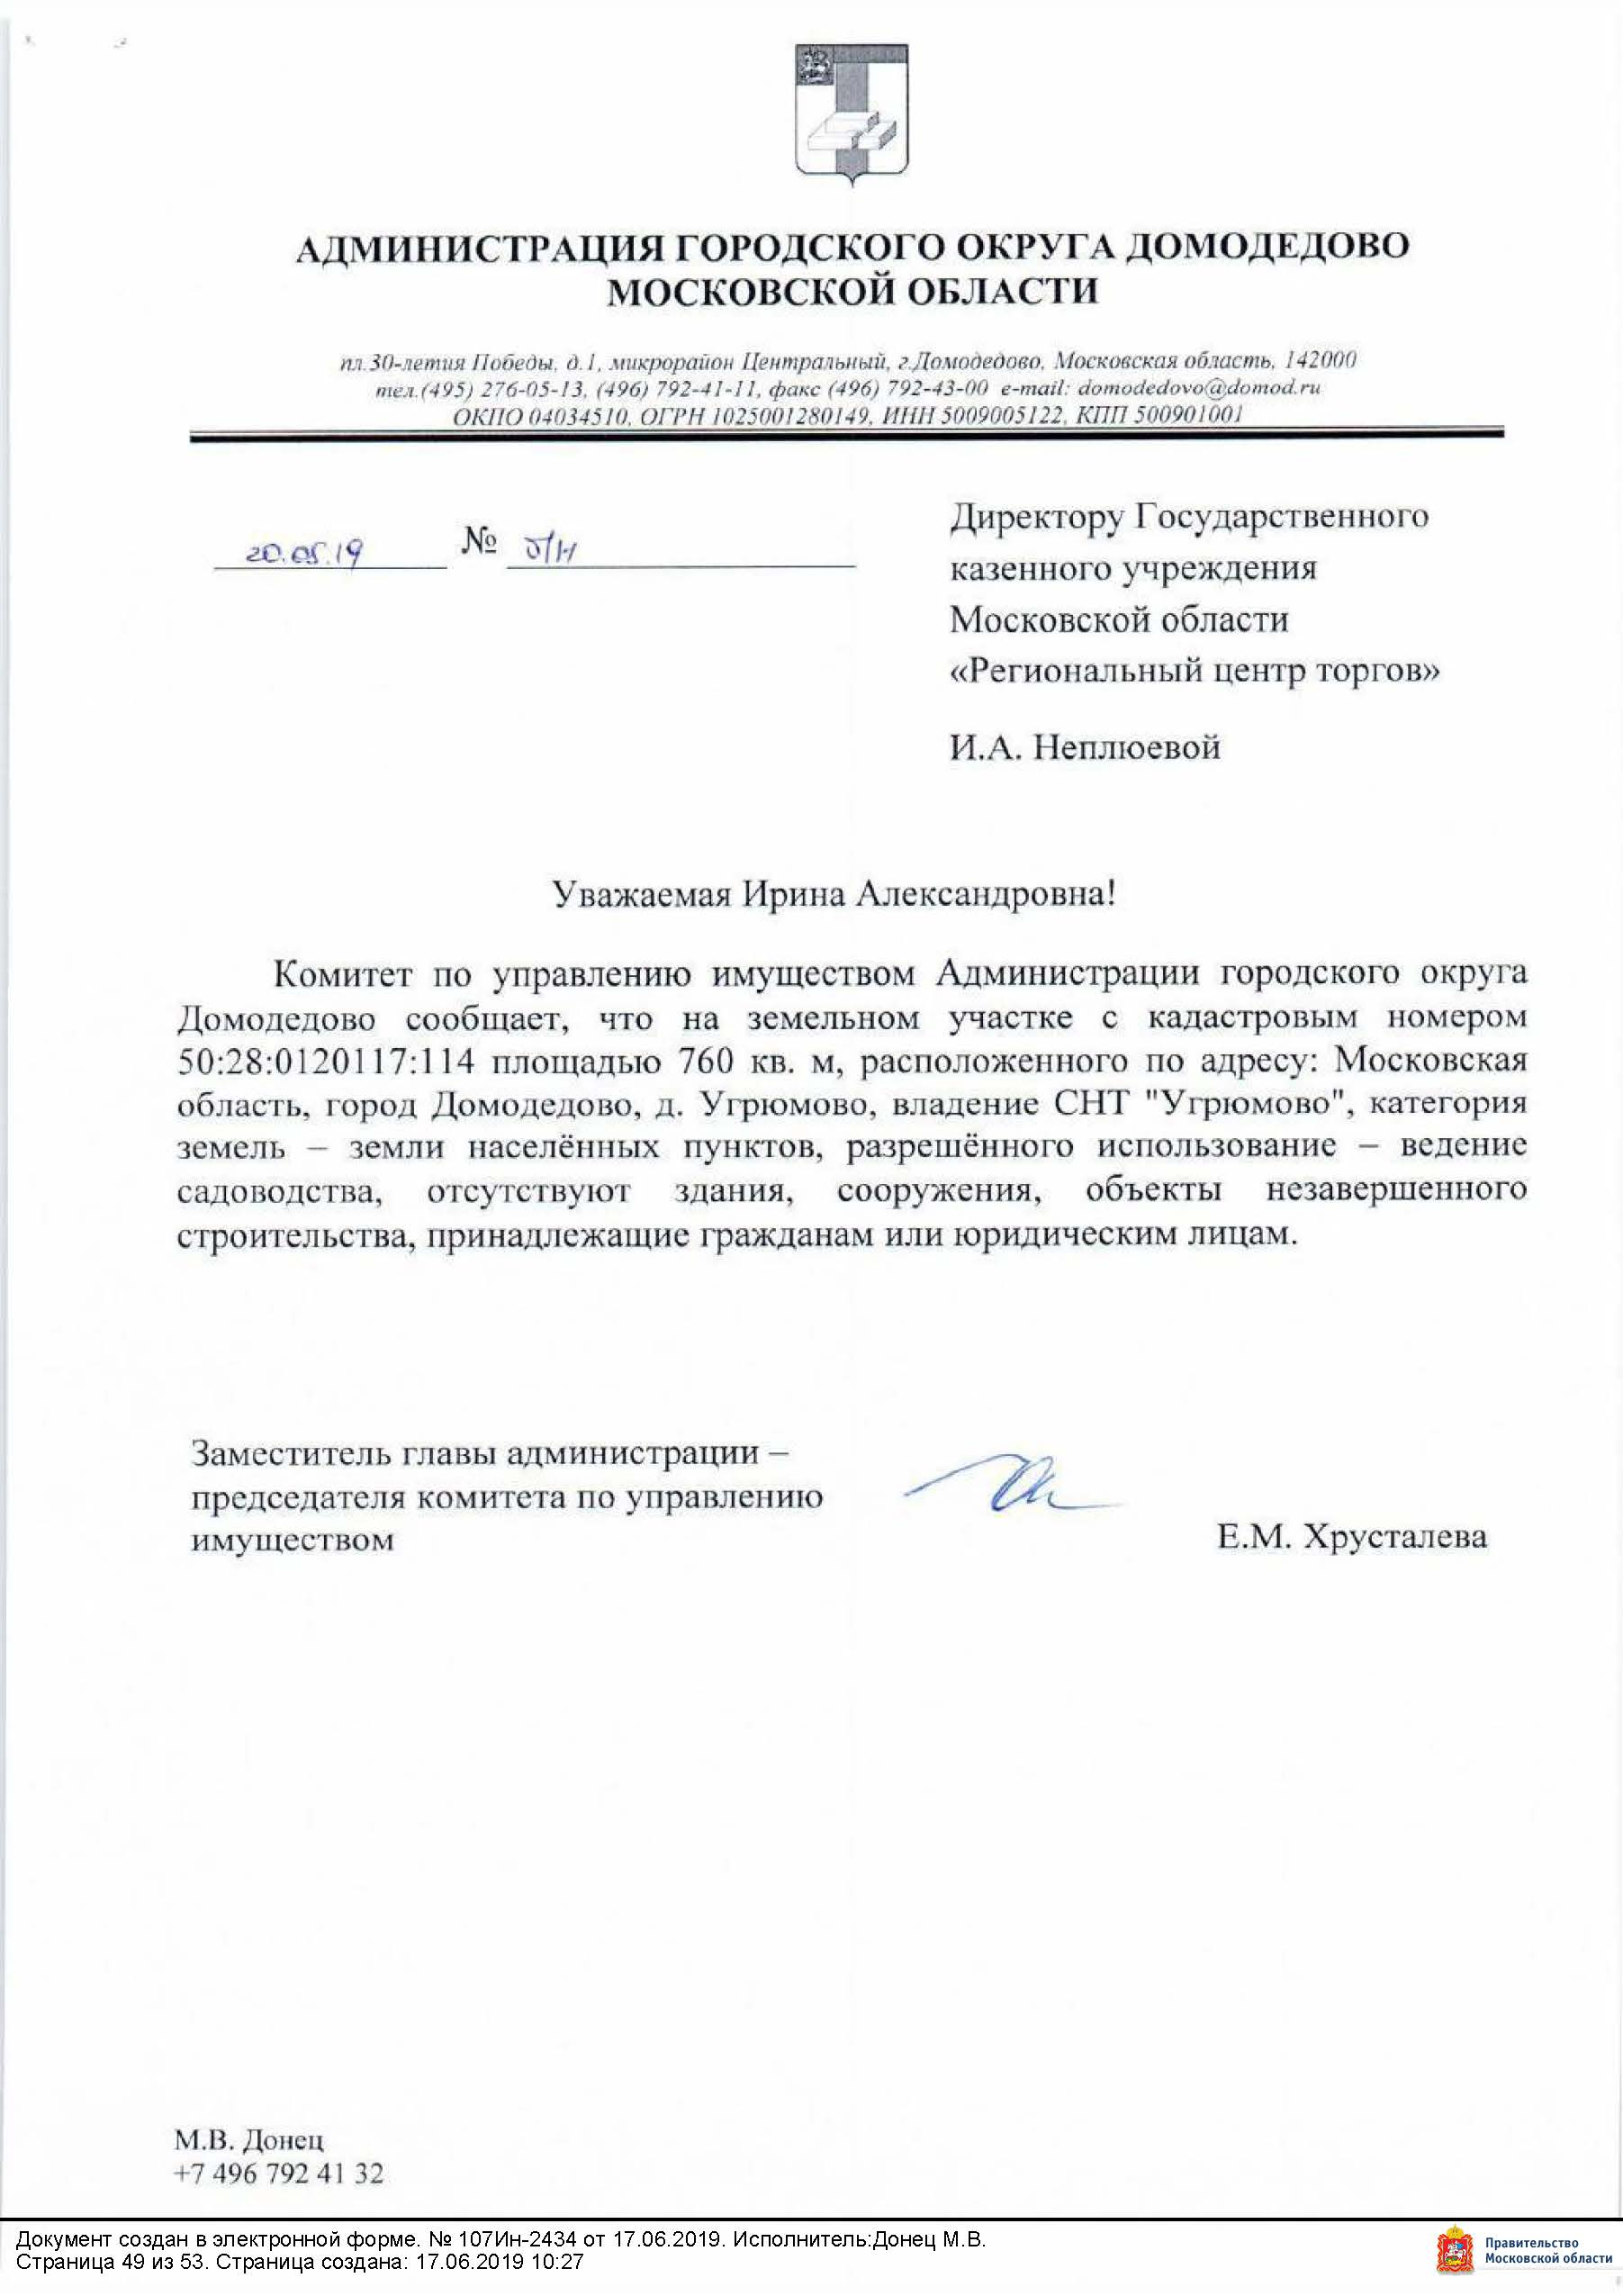 АДМИНИСТРАЦИЯ ГОРОДСКОГО ОКРУГА ДОМОДЕДОВО
МОСКОВСКОЙ ОБЛАСТИ
пл.30-летия Победы, д.1, микрорайон Центральный, г.Домодедово, Московская область, 142000
тел.(495) 276-05-13, (496) 792-41-11, факс (496) 792-43-00 e-mail: domodedovo@domod.ru
ОКПО 04034510, ОГРН 1025001280149, ИНН 5009005122, КПП 500901001
20.05.19 № б/н
Директору Государственного
казенного учреждения
Московской области
«Региональный центр торгов»
И.А. Неплюевой
Уважаемая Ирина Александровна!
Комитет по управлению имуществом Администрации городского округа
Домодедово сообщает, что на земельном участке с кадастровым номером
50:28:0120117:114 площадью 760 кв. м, расположенного по адресу: Московская
область, город Домодедово, д. Угрюмово, владение СНТ "Угрюмово", категория
земель – земли населённых пунктов, разрешённого использование – ведение
садоводства, отсутствуют здания, сооружения, объекты незавершенного
строительства, принадлежащие гражданам или юридическим лицам.
Заместитель главы администрации –
председателя комитета по управлению
имуществом
Е.М. Хрусталева
М.В. Донец
+7 496 792 41 32
Документ создан в электронной форме. № 107Ин-2434 от 17.06.2019. Исполнитель:Донец М.В.
Страница 49 из 53. Страница создана: 17.06.2019 10:27
Правительство
Московской области